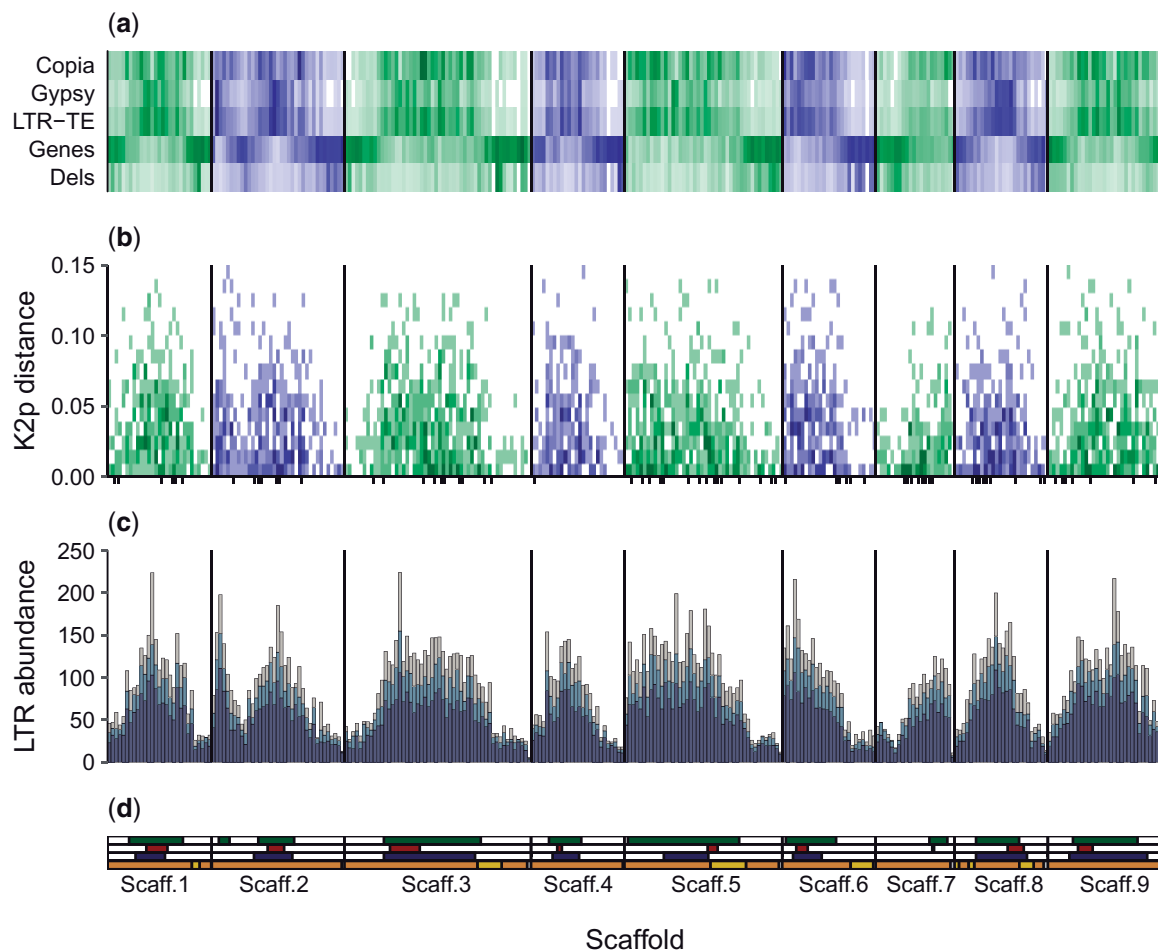 (a)
Copia
Gypsy
LTR−TE
Genes
Dels
(b)
K2p distance
0.15
0.10
0.05
0.00
(c)
LTR abundance
250
200
150
100
50
0
(d)
Scaff.1 Scaff.2 Scaff.3 Scaff.4 Scaff.5 Scaff.6 Scaff.7 Scaff.8 Scaff.9
Scaffold